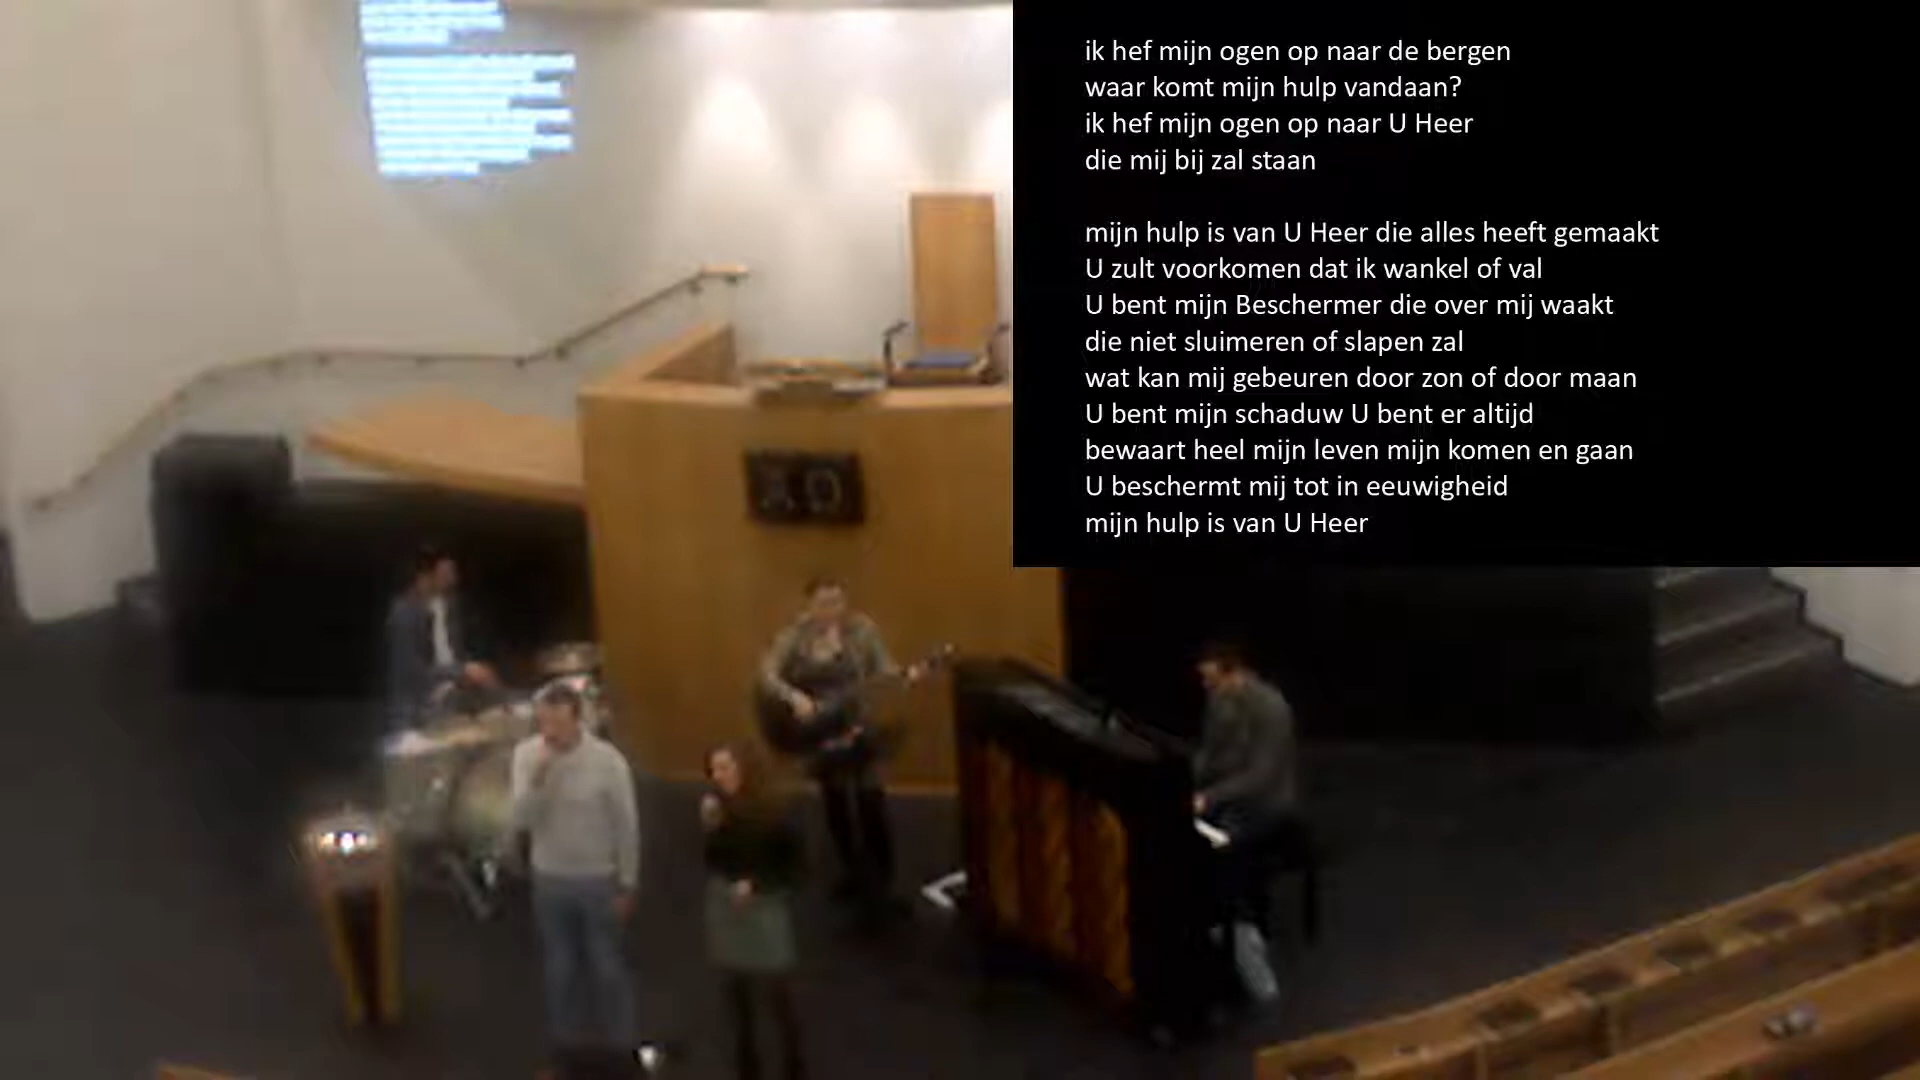 ik hef mijn ogen op naar de bergen
waar komt mijn hulp vandaan?
ik hef mijn ogen op naar U Heer
die mij bij zal staan
mijn hulp is van U Heer die alles heeft gemaakt
U zult voorkomen dat ik wankel of val
U bent mijn Beschermer die over mij waakt
die niet sluimeren of slapen zal
wat kan mij gebeuren door zon of door maan
U bent mijn schaduw U bent er altijd
bewaart heel mijn leven mijn komen en gaan
U beschermt mij tot in eeuwigheid
mijn hulp is van U Heer